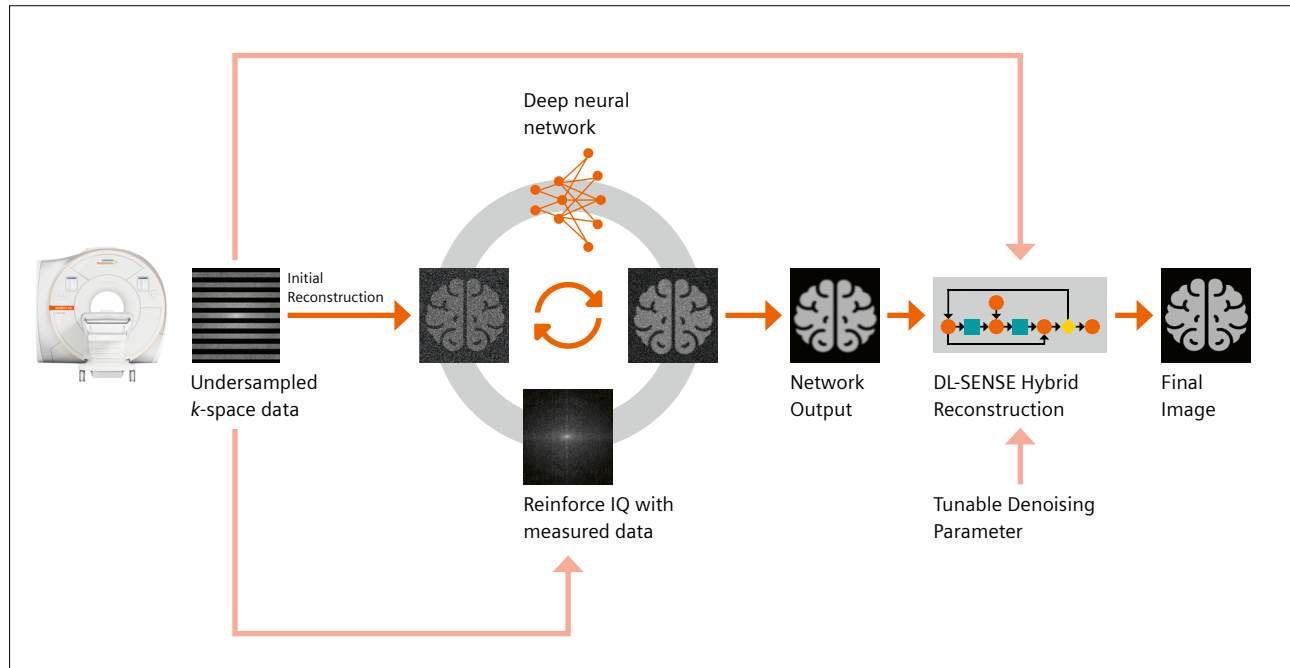 Deep neural
network
Initial
Reconstruction
Undersampled
k-space data
Reinforce IQ with
measured data
Network
Output
DL-SENSE Hybrid
Reconstruction
Final
Image
Tunable Denoising
Parameter